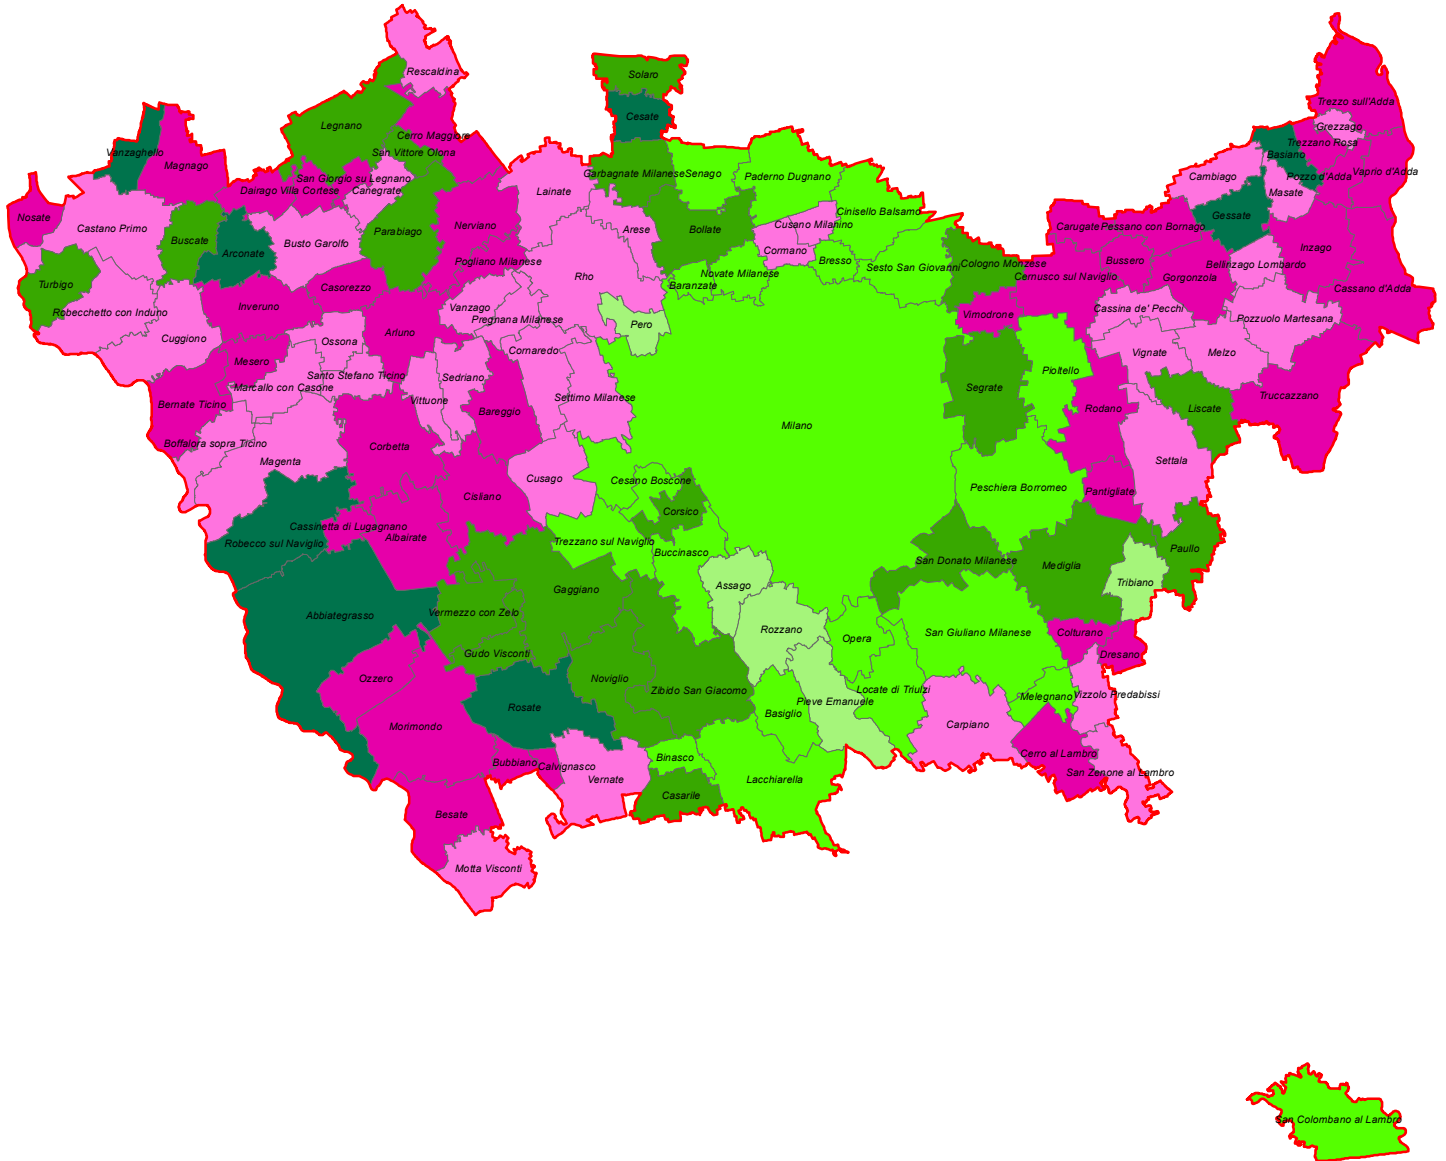 Rescaldina
Solaro
Trezzo sull'Adda
Cesate
Legnano
Grezzago
Cerro Maggiore
Trezzano Rosa
Vanzaghello
San Vittore Olona
Basiano
Magnago
Garbagnate Milanese
Senago
Paderno Dugnano
Cambiago
Pozzo d'Adda
Vaprio d'Adda
San Giorgio su Legnano
Dairago
Villa Cortese
Canegrate
Lainate
Masate
Nosate
Castano Primo
Cinisello Balsamo
Gessate
Buscate
Arconate
Busto Garolfo
Parabiago
Nerviano
Arese
Bollate
Cusano Milanino
Carugate
Pessano con Bornago
Cormano
Inzago
Pogliano Milanese
Bresso
Bussero
Cologno Monzese
Bellinzago Lombardo
Sesto San Giovanni
Rho
Novate Milanese
Cernusco sul Naviglio
Gorgonzola
Turbigo
Casorezzo
Baranzate
Cassano d'Adda
Inveruno
Vanzago
Cassina de' Pecchi
Robecchetto con Induno
Vimodrone
Pregnana Milanese
Pozzuolo Martesana
Pero
Arluno
Cuggiono
Ossona
Cornaredo
Vignate
Melzo
Mesero
Santo Stefano Ticino
Sedriano
Pioltello
Marcallo con Casone
Segrate
Truccazzano
Bernate Ticino
Vittuone
Settimo Milanese
Bareggio
Rodano
Liscate
Milano
Boffalora sopra Ticino
Corbetta
Magenta
Settala
Cusago
Cesano Boscone
Peschiera Borromeo
Cisliano
Pantigliate
Corsico
Cassinetta di Lugagnano
Albairate
Robecco sul Naviglio
Trezzano sul Naviglio
Buccinasco
Paullo
San Donato Milanese
Mediglia
Assago
Tribiano
Gaggiano
Abbiategrasso
Vermezzo con Zelo
Rozzano
Opera
San Giuliano Milanese
Colturano
Gudo Visconti
Dresano
Ozzero
Noviglio
Zibido San Giacomo
Locate di Triulzi
Melegnano
Vizzolo Predabissi
Pieve Emanuele
Rosate
Basiglio
Carpiano
Morimondo
Cerro al Lambro
Binasco
Bubbiano
Calvignasco
San Zenone al Lambro
Vernate
Lacchiarella
Casarile
Besate
Motta Visconti
San Colombano al Lambro